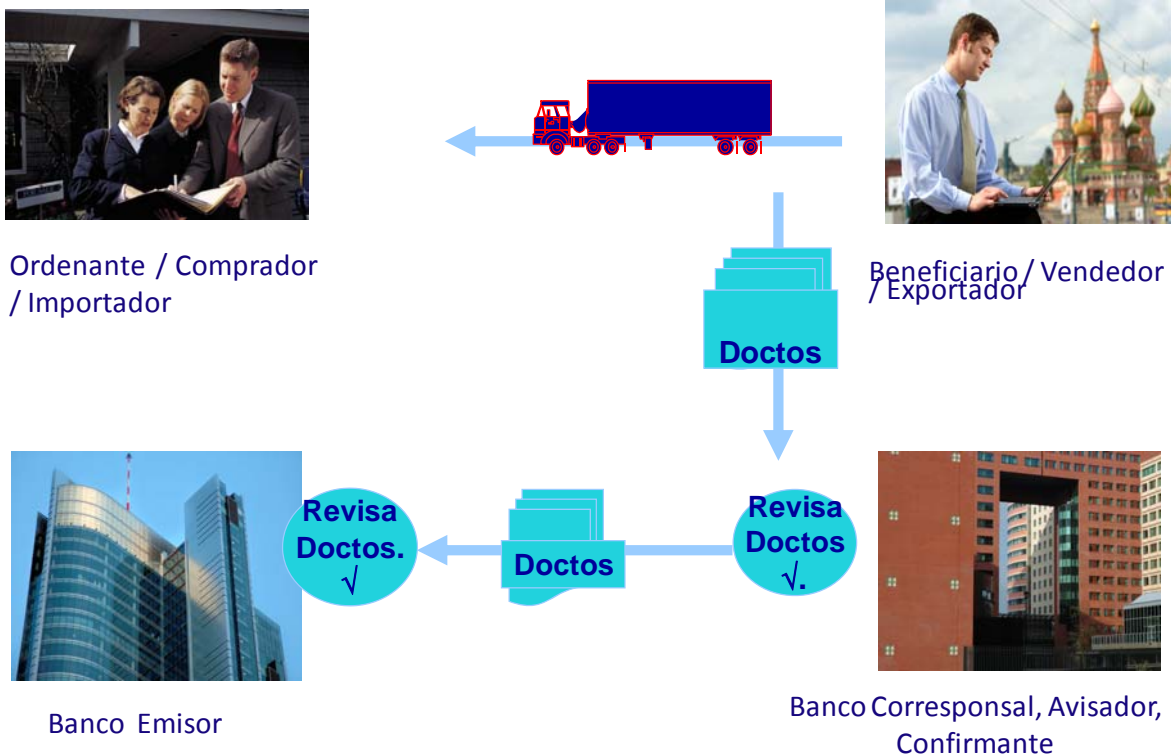 Ordenante / Comprador
/ Importador
Beneficiario / Vendedor
/ Exportador
Doctos
Revisa
Doctos.
√
Doctos
Revisa
Doctos
√.
Banco Emisor
Banco Corresponsal, Avisador,
Confirmante